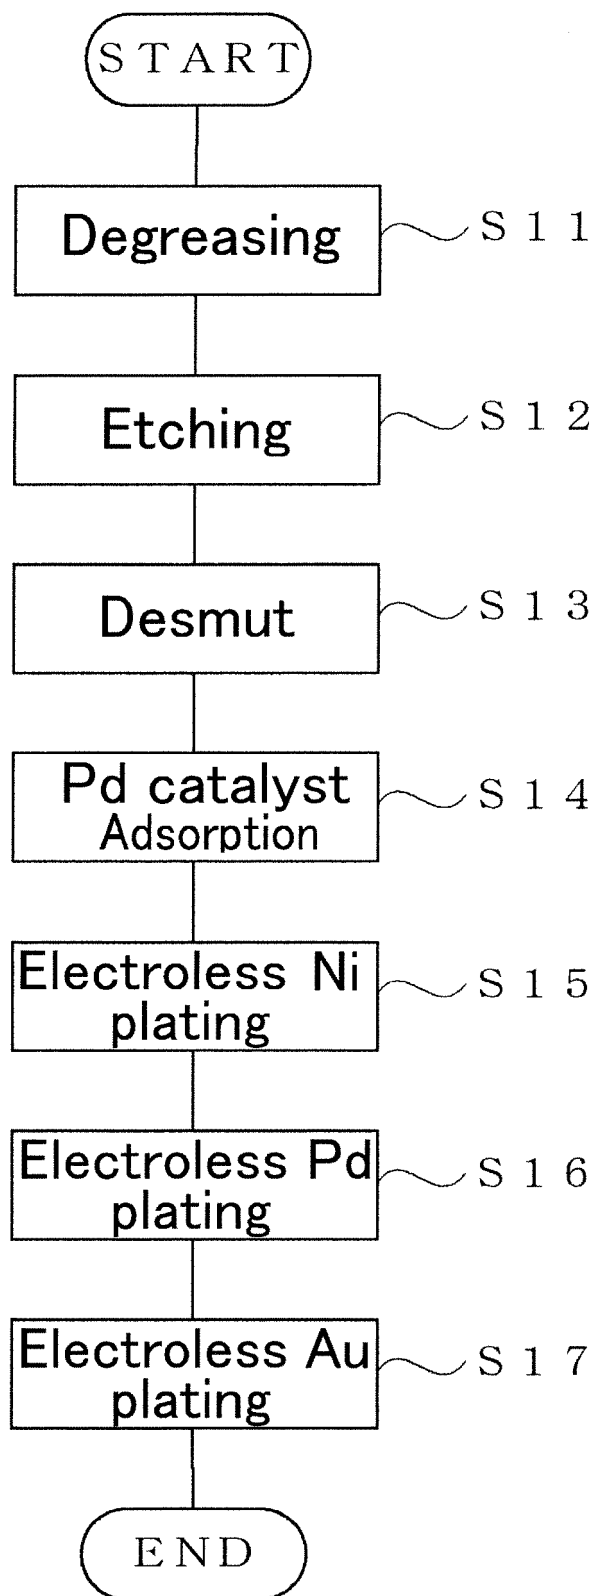 START
Degreasing
S11
Etching
S12
Desmut
S13
Pd catalyst
Adsorption
S14
Electroless Ni
plating
S15
Electroless Pd
plating
S16
Electroless Au
plating
S17
END